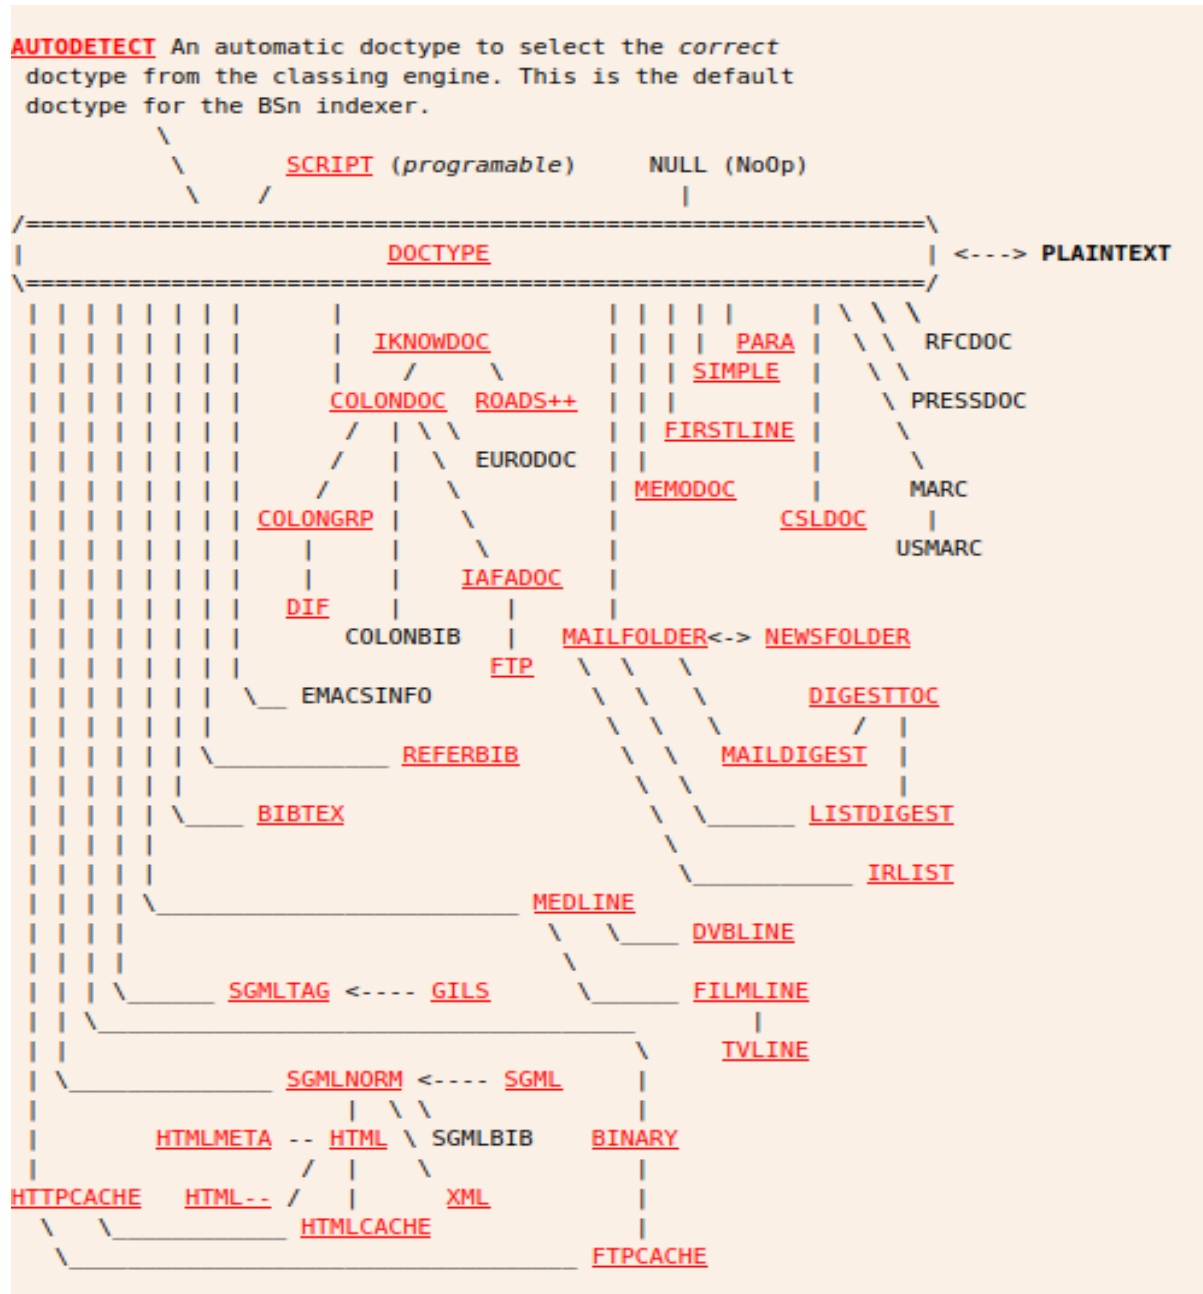 AUTODETECT An automatic doctype to select the correct
doctype from the classing engine. This is the default
doctype for the BSn indexer.
SCRIPT (programable) NULL (NoOp)
DOCTYPE <---> PLAINTEXT
IKNOWDOC PARA RFCDOC
SIMPLE
COLONDOC ROADS++ PRESSDOC
FIRSTLINE
EURODOC
MEMODOC MARC
COLONGRP CSLDOC
USMARC
IAFADOC
DIF
COLONBIB MAILFOLDER<-> NEWSFOLDER
FTP
EMACSINFO DIGESTTOC
REFERBIB MAILDIGEST
BIBTEX LISTDIGEST
IRLIST
MEDLINE
DVBLINE
SGMLTAG <---- GILS FILMLINE
TVLINE
SGMLNORM <---- SGML
HTMLMETA -- HTML SGMLBIB BINARY
HTTPCACHE HTML-- XML
HTMLCACHE
FTPCACHE